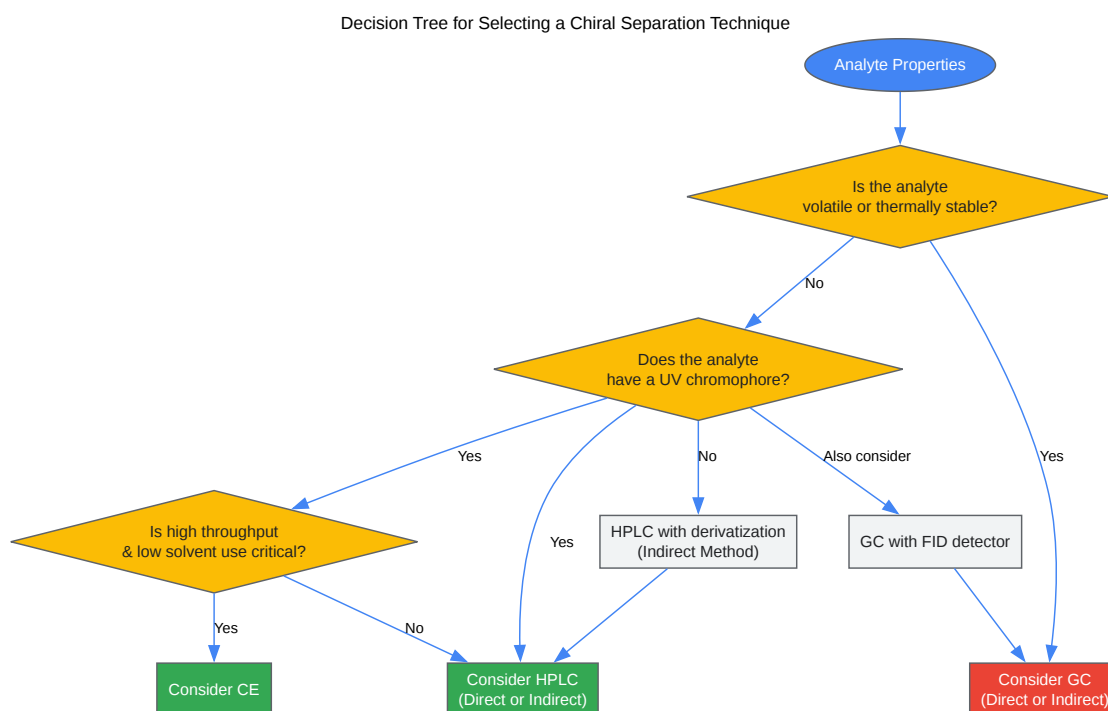 Decision Tree for Selecting a Chiral Separation Technique
Analyte Properties
Is the analyte
volatile or thermally stable?
No
Does the analyte
have a UV chromophore?
Yes
No
Also consider
Yes
Is high throughput
& low solvent use critical?
Yes
HPLC with derivatization
(Indirect Method)
GC with FID detector
Yes
No
Consider CE
Consider HPLC
(Direct or Indirect)
Consider GC
(Direct or Indirect)